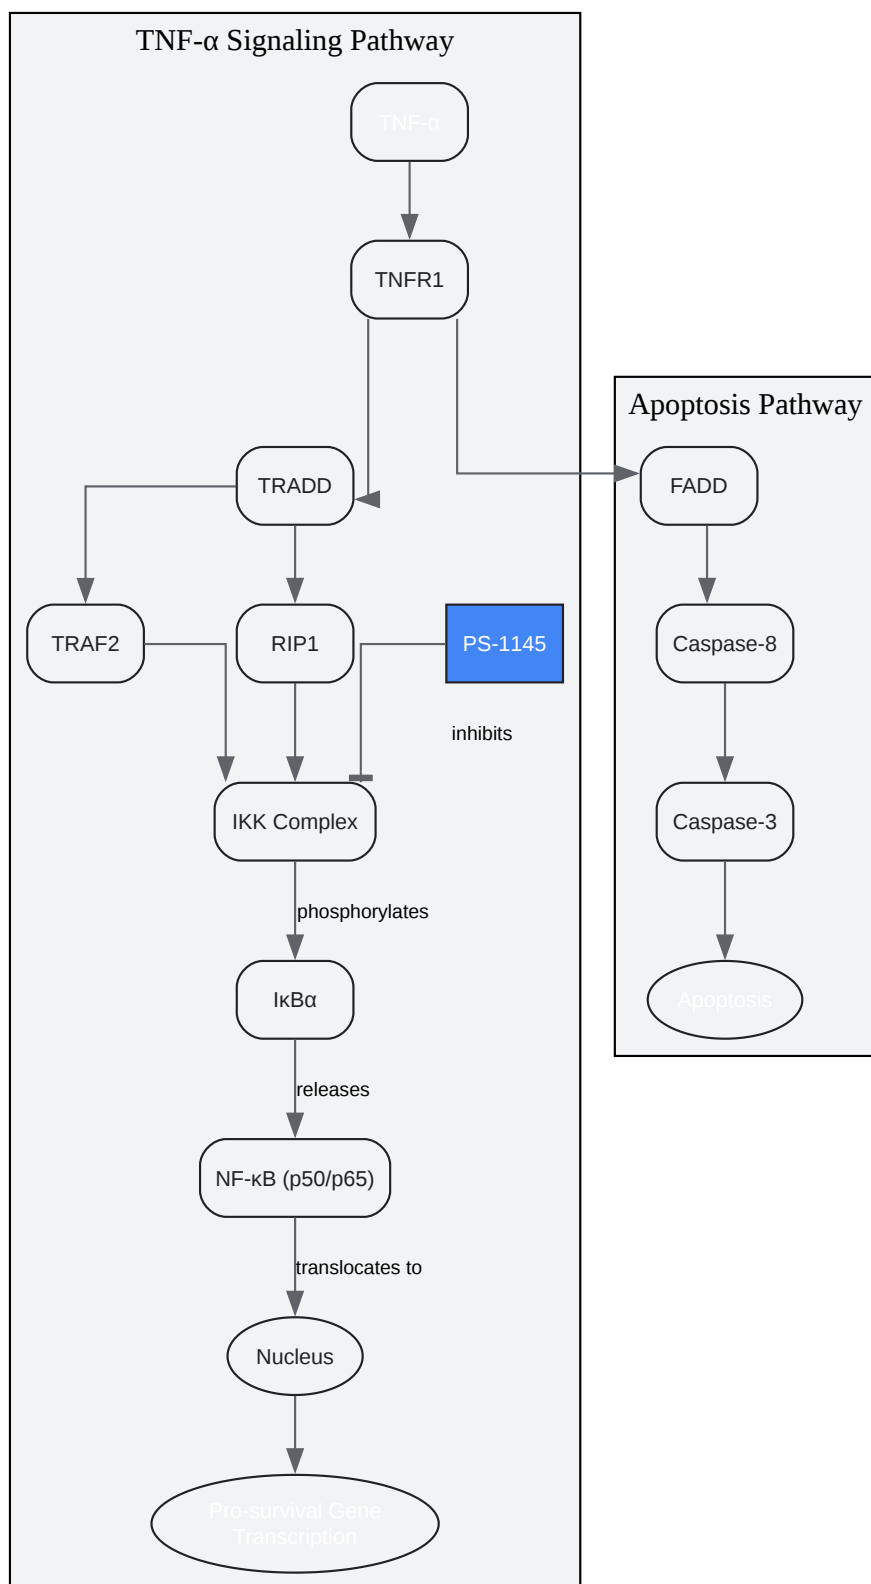 TNF-α Signaling Pathway
TNF-α
TNFR1
Apoptosis Pathway
TRADD
FADD
TRAF2
RIP1
PS-1145
Caspase-8
inhibits
IKK Complex
Caspase-3
phosphorylates
IκBα
Apoptosis
releases
NF-κB (p50/p65)
translocates to
Nucleus
Pro-survival Gene
Transcription